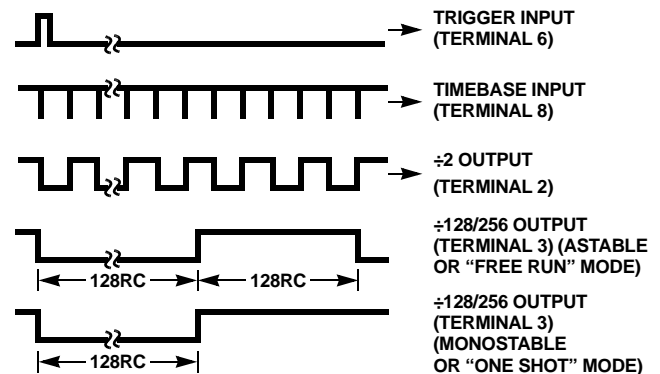 TRIGGER INPUT
(TERMINAL 6)
TIMEBASE INPUT
(TERMINAL 8)
÷2 OUTPUT
(TERMINAL 2)
÷128/256 OUTPUT
(TERMINAL 3) (ASTABLE
OR “FREE RUN” MODE)
128RC
128RC
÷128/256 OUTPUT
(TERMINAL 3)
(MONOSTABLE
OR “ONE SHOT” MODE)
128RC